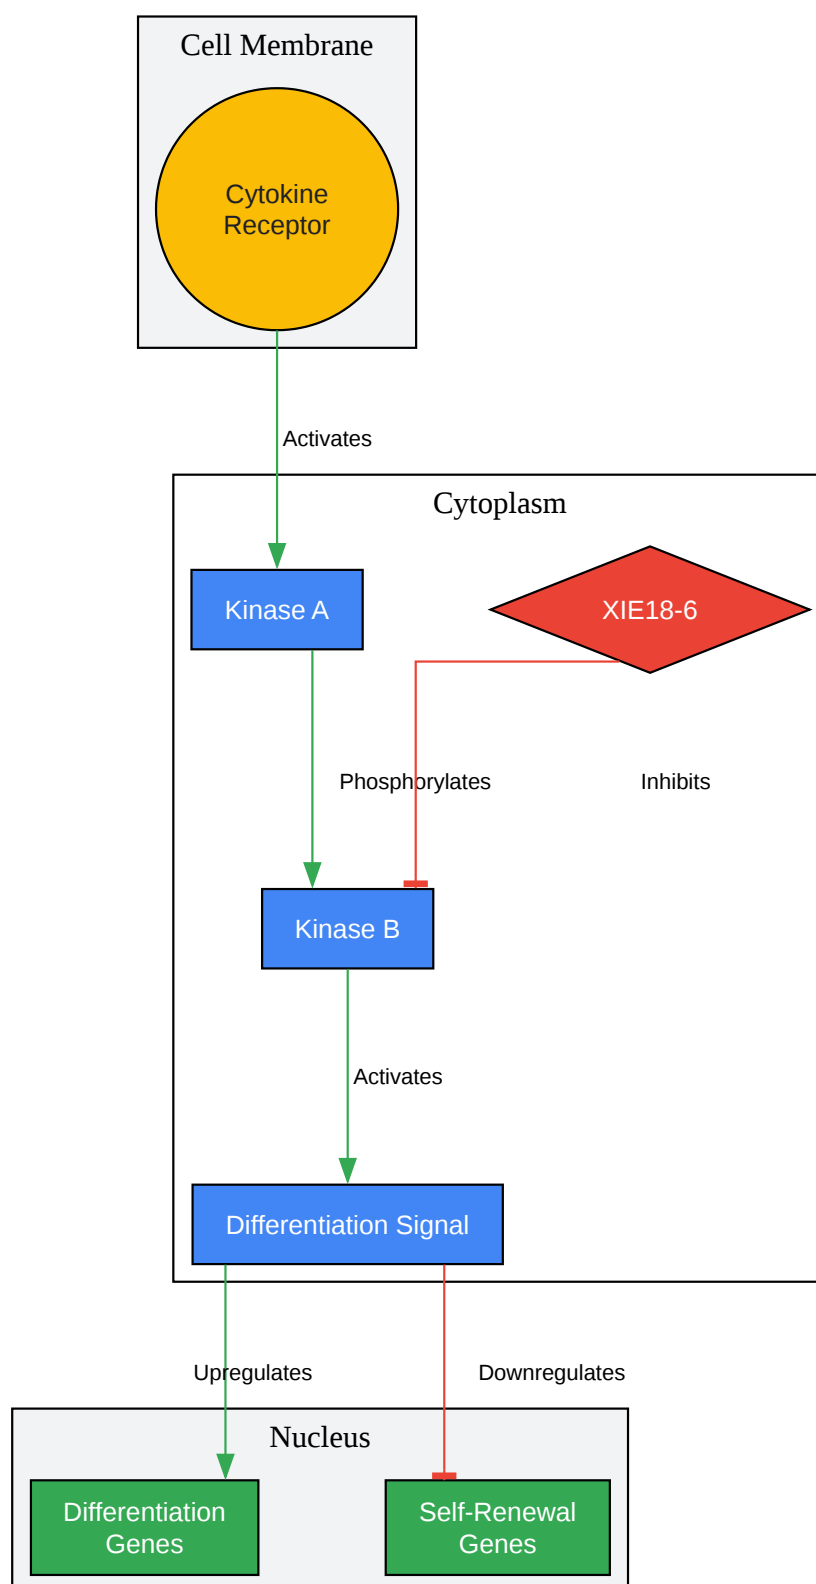 Cell Membrane
Cytokine
Receptor
Activates
Cytoplasm
Kinase A
XIE18-6
Phosphorylates
Inhibits
Kinase B
Activates
Differentiation Signal
Upregulates
Downregulates
Nucleus
Differentiation
Genes
Self-Renewal
Genes